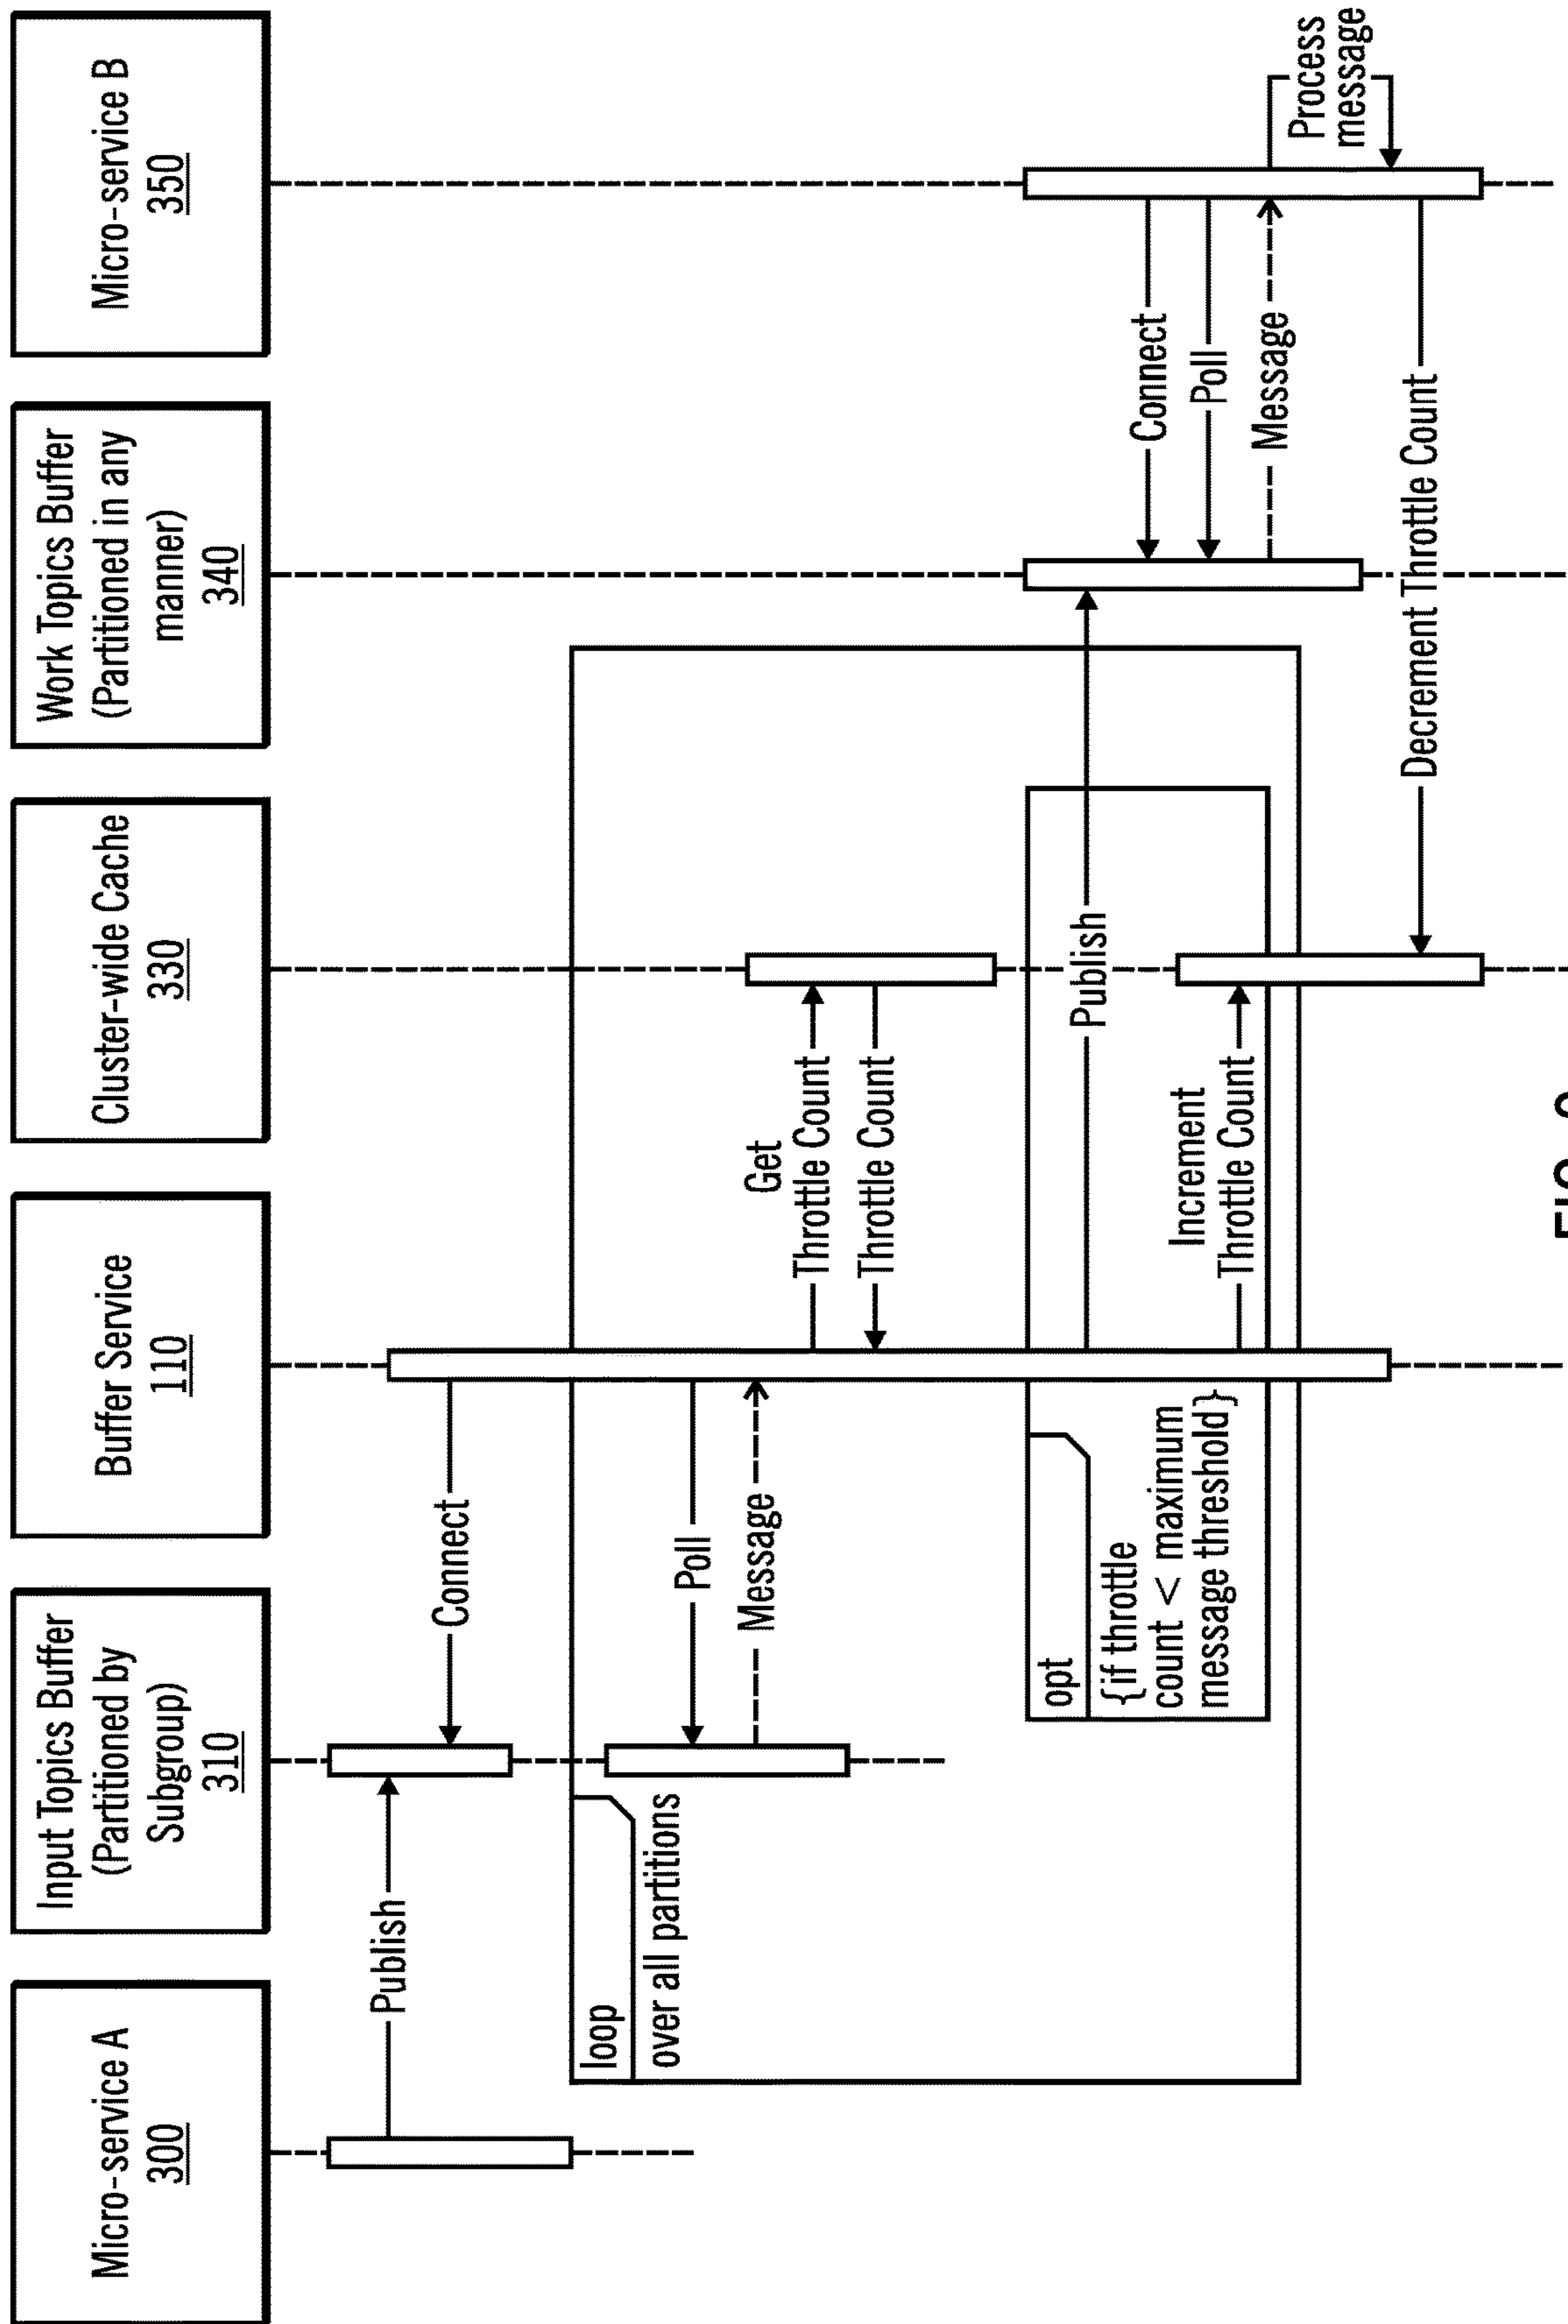 Micro-service A
300
Input Topics Buffer
(Partitioned by
Subgroup)
310
Buffer Service
110
Cluster-wide Cache
330
Work Topics Buffer
(Partitioned in any
manner)
340
Micro-service B
350
Publish
Connect
loop
over all partitions
Poll
Message
Get
Throttle Count
Throttle Count
opt
{if throttle
count < maximum
message threshold}
Publish
Increment
Throttle Count
Connect
Poll
Message
Process
message
Decrement Throttle Count